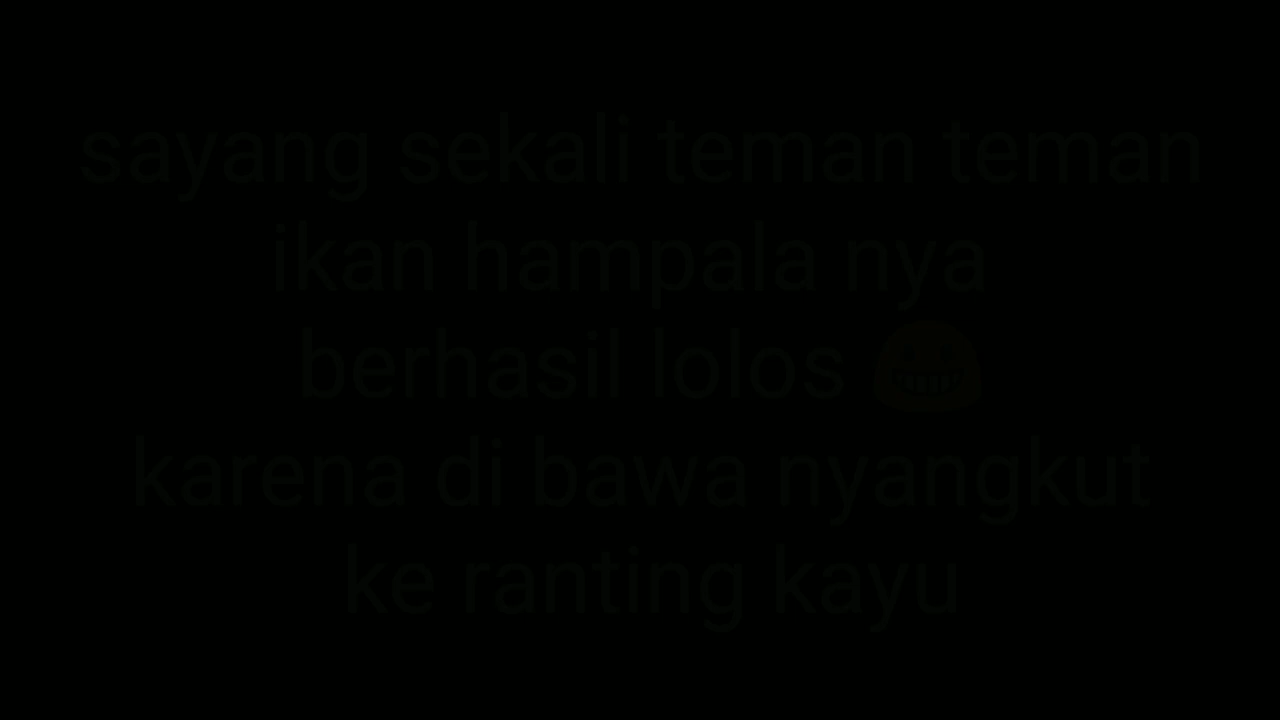 sayang sekali teman teman
ikan hampala nya
berhasil lolos 😁
karena di bawa nyangkut
ke ranting kayu